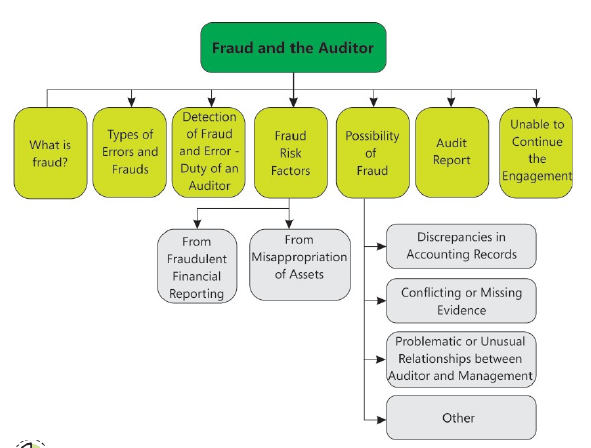 Fraud and the Auditor
What is
fraud?
Types of
Errors and
Frauds
Detection
of Fraud
and Error -
Duty of an
Auditor
Fraud
Risk
Factors
Possibility
of
Fraud
Audit
Report
Unable to
Continue
the
Engagement
From
Fraudulent
Financial
Reporting
From
Misappropriation
of Assets
Discrepancies in
Accounting Records
Conflicting or Missing
Evidence
Problematic or Unusual
Relationships between
Auditor and Management
Other